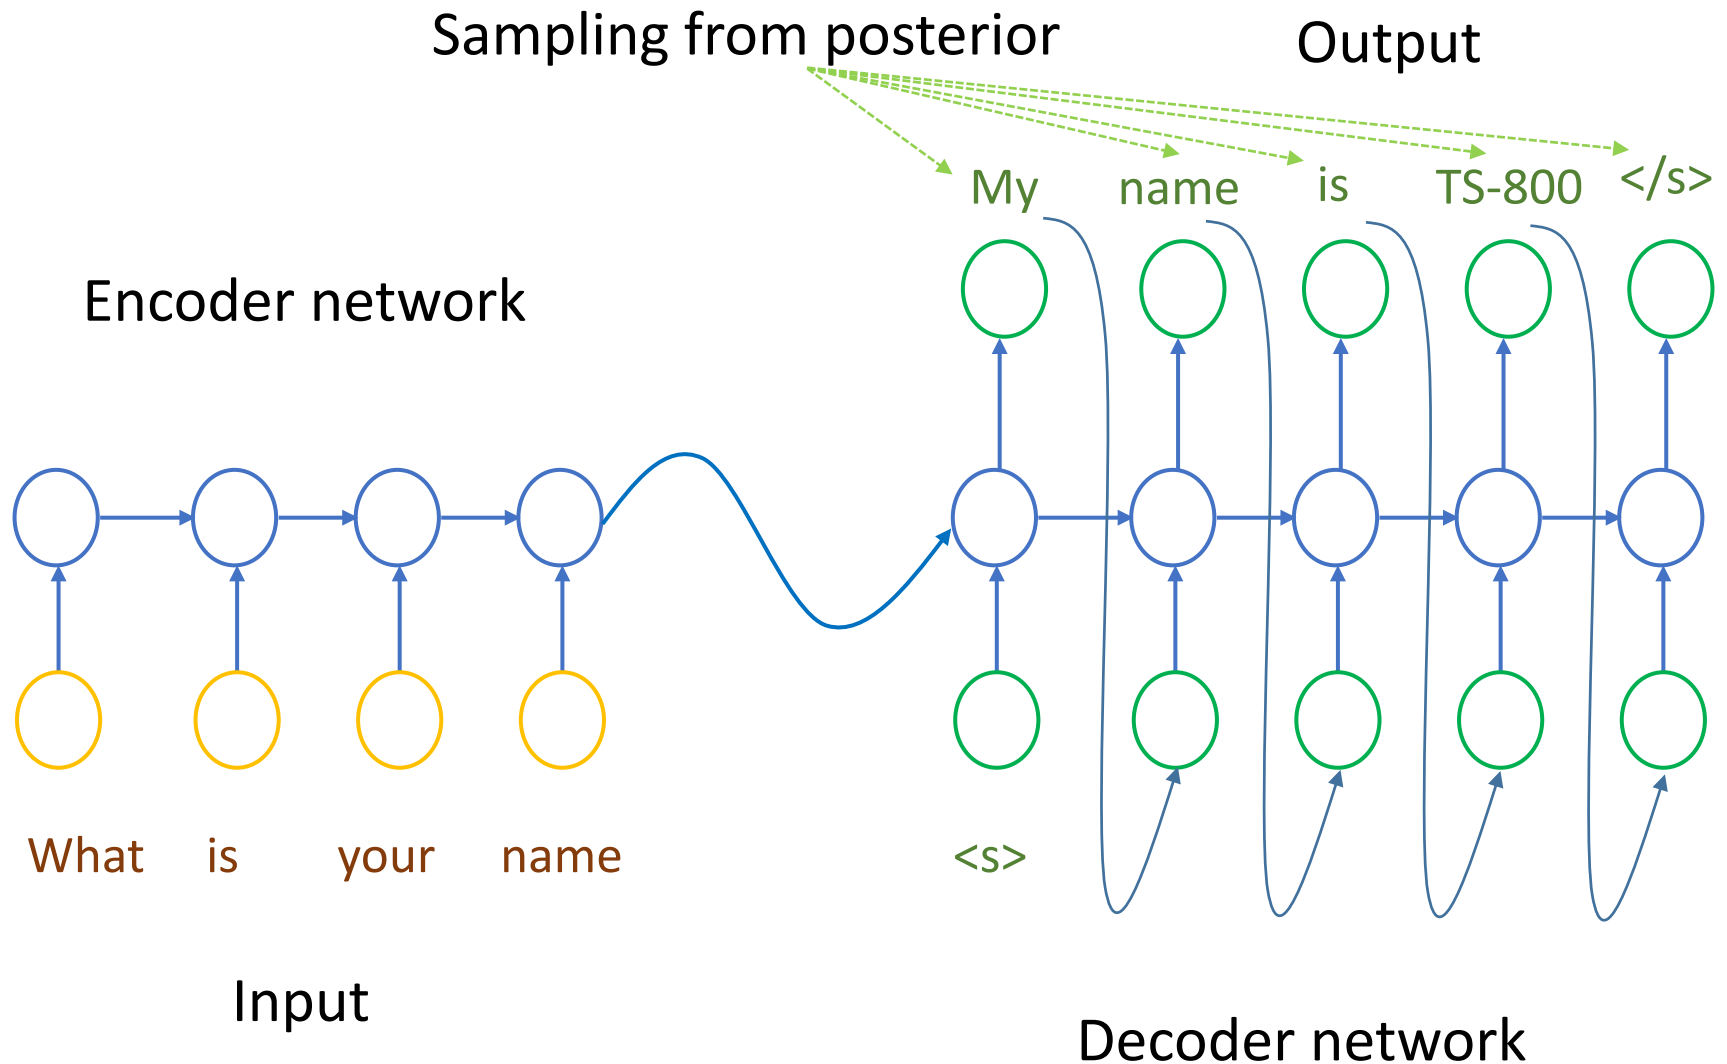 Sampling from posterior
Output
My name is TS-800 </s>
Encoder network
What is your name
<s>
Input
Decoder network